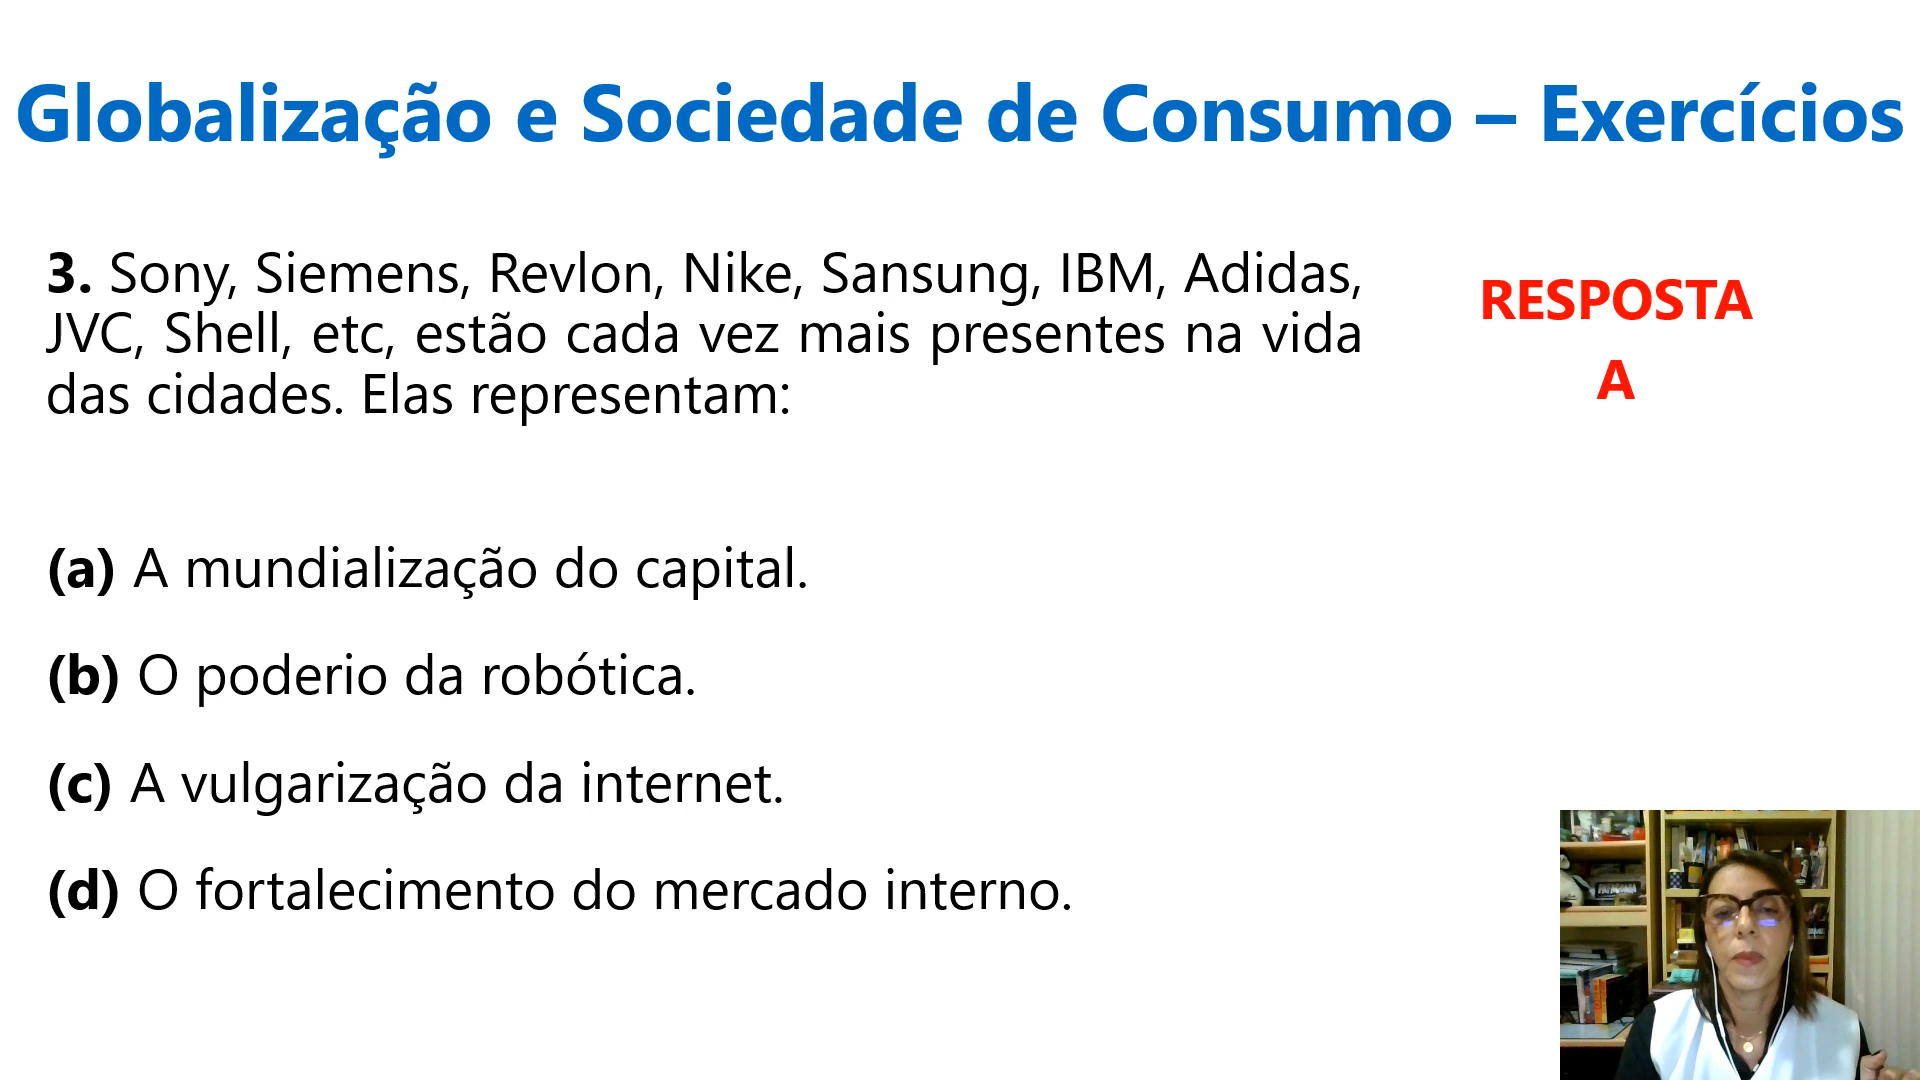 Globalização e Sociedade de Consumo – Exercícios
3. Sony, Siemens, Revlon, Nike, Sansung, IBM, Adidas,
JVC, Shell, etc, estão cada vez mais presentes na vida
das cidades. Elas representam:
RESPOSTA
A
(a) A mundialização do capital.
(b) O poderio da robótica.
(c) A vulgarização da internet.
(d) O fortalecimento do mercado interno.